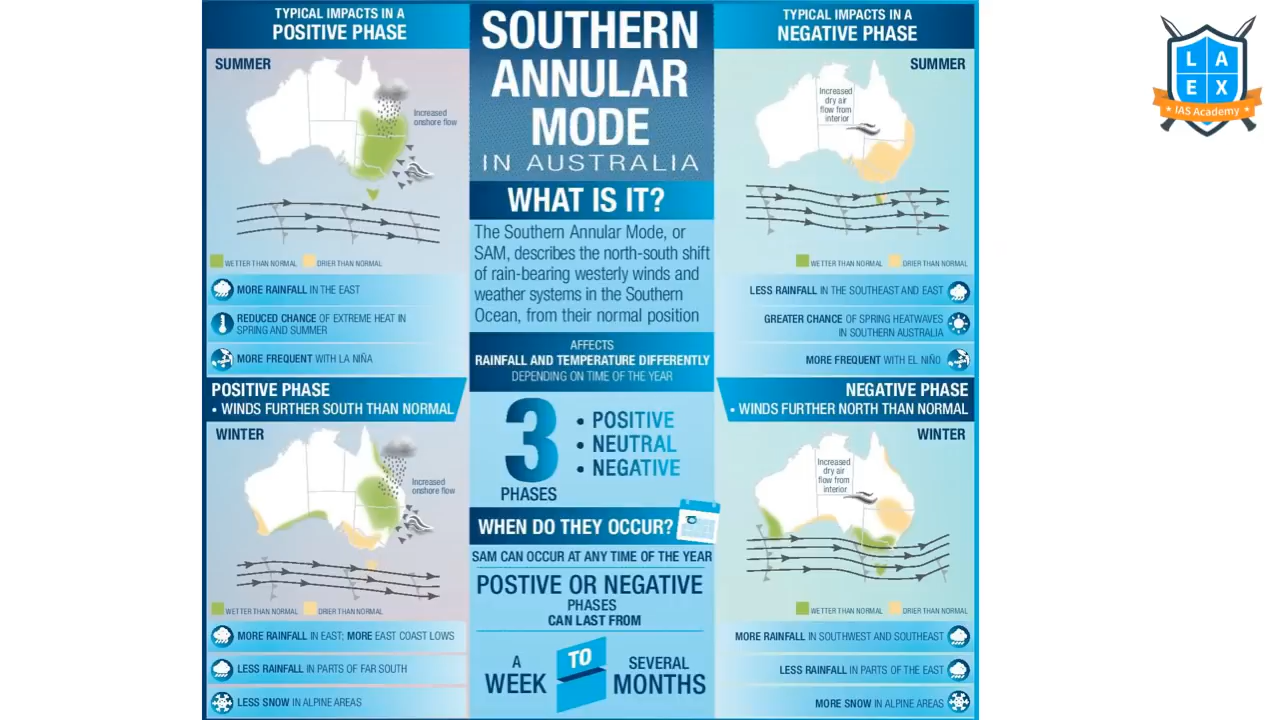 TYPICAL IMPACTS IN A
POSITIVE PHASE
SUMMER
Increased
onshore flow
WETTER THAN NORMAL DRIER THAN NORMAL
MORE RAINFALL IN THE EAST
REDUCED CHANCE OF EXTREME HEAT IN
SPRING AND SUMMER
MORE FREQUENT WITH LA NIÑA
POSITIVE PHASE
• WINDS FURTHER SOUTH THAN NORMAL
WINTER
Increased
onshore flow
WETTER THAN NORMAL DRIER THAN NORMAL
MORE RAINFALL IN EAST; MORE EAST COAST LOWS
LESS RAINFALL IN PARTS OF FAR SOUTH
LESS SNOW IN ALPINE AREAS
SOUTHERN
ANNULAR
MODE
IN AUSTRALIA
WHAT IS IT?
The Southern Annular Mode, or
SAM, describes the north-south shift
of rain-bearing westerly winds and
weather systems in the Southern
Ocean, from their normal position
AFFECTS
RAINFALL AND TEMPERATURE DIFFERENTLY
DEPENDING ON TIME OF THE YEAR
3
PHASES
• POSITIVE
• NEUTRAL
• NEGATIVE
WHEN DO THEY OCCUR?
SAM CAN OCCUR AT ANY TIME OF THE YEAR
POSTIVE OR NEGATIVE
PHASES
CAN LAST FROM
A
WEEK
TO
SEVERAL
MONTHS
TYPICAL IMPACTS IN A
NEGATIVE PHASE
SUMMER
Increased
dry air
flow from
interior
WETTER THAN NORMAL DRIER THAN NORMAL
LESS RAINFALL IN THE SOUTHEAST AND EAST
GREATER CHANCE OF SPRING HEATWAVES
IN SOUTHERN AUSTRALIA
MORE FREQUENT WITH EL NIÑO
NEGATIVE PHASE
• WINDS FURTHER NORTH THAN NORMAL
WINTER
Increased
dry air
flow from
interior
WETTER THAN NORMAL DRIER THAN NORMAL
MORE RAINFALL IN SOUTHWEST AND SOUTHEAST
LESS RAINFALL IN PARTS OF THE EAST
MORE SNOW IN ALPINE AREAS
L A
E X
IAS Academy